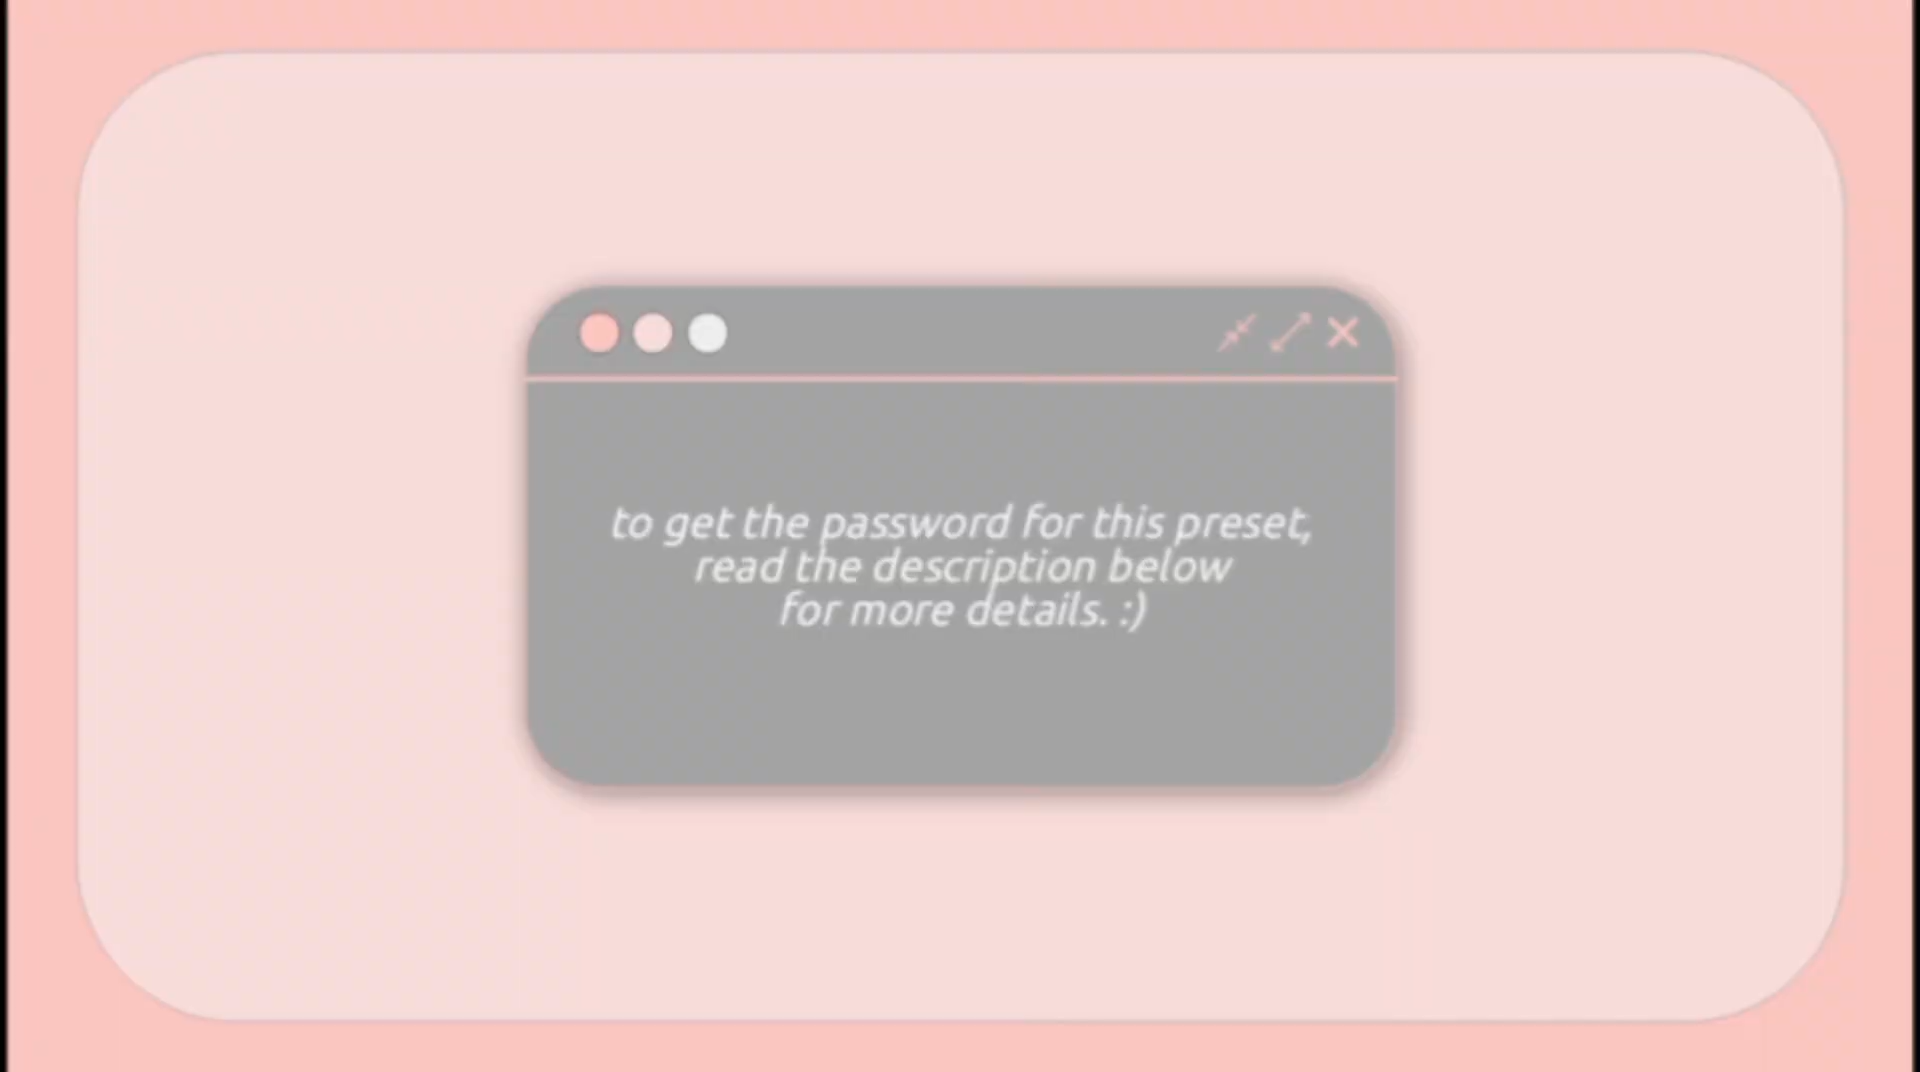 to get the password for this preset,
read the description below
for more details. :)